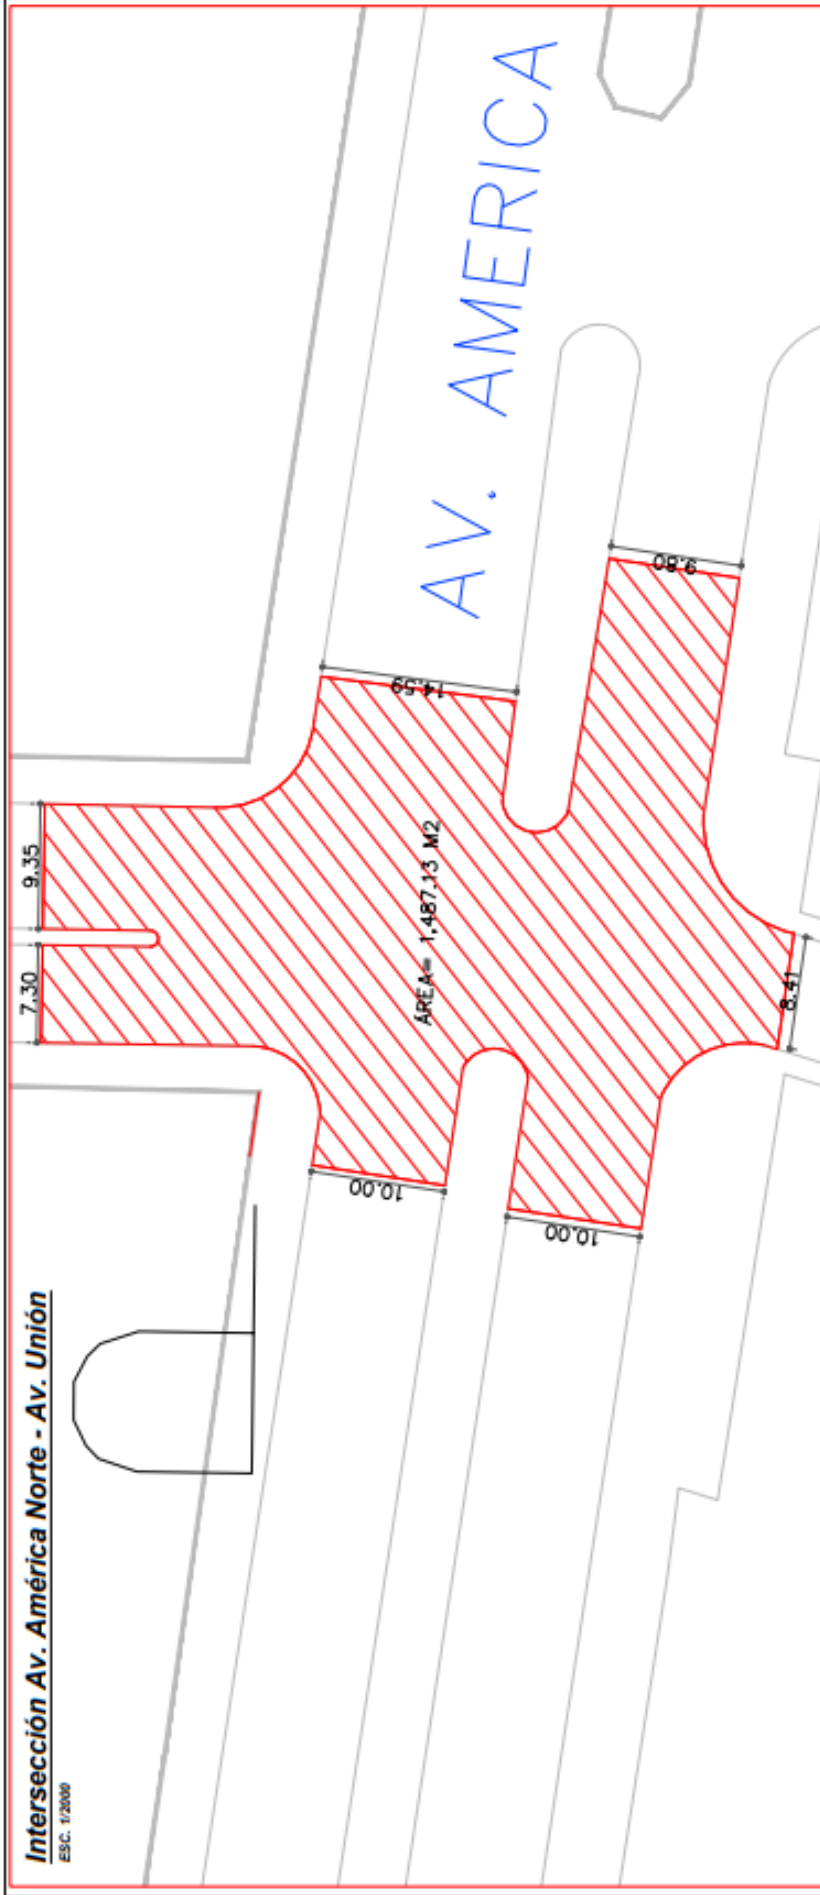 Intersección Av. América Norte - Av. Unión
ESC. 1/2000
AV. AMERICA
AREA= 1,487.13 M2
7.30
9.35
14.59
9.80
10.00
10.00
8.41